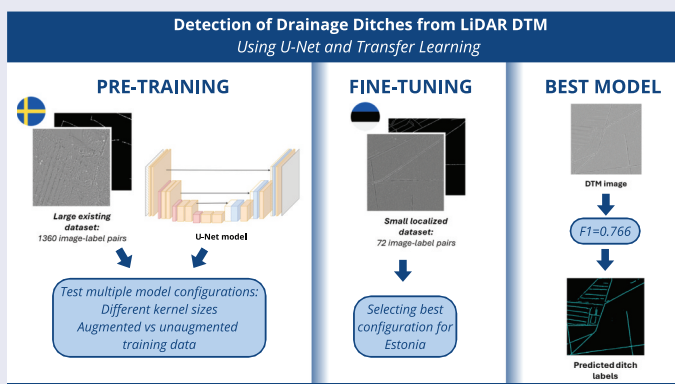 Detection of Drainage Ditches from LiDAR DTM
Using U-Net and Transfer Learning
PRE-TRAINING
Large existing
dataset:
1360 image-label pairs
U-Net model
Test multiple model configurations:
Different kernel sizes
Augmented vs unaugmented
training data
FINE-TUNING
Small localized
dataset:
72 image-label pairs
Selecting best
configuration for
Estonia
BEST MODEL
DTM image
F1=0.766
Predicted ditch
labels